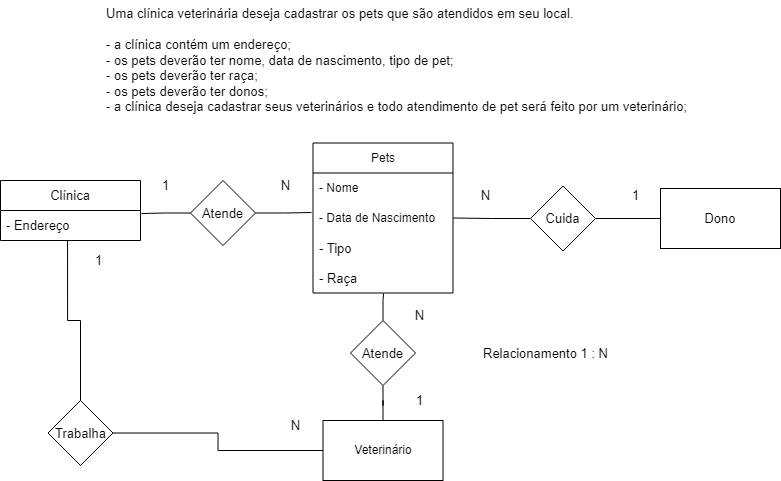 Uma clínica veterinária deseja cadastrar os pets que são atendidos em seu local.
- a clínica contém um endereço;
- os pets deverão ter nome, data de nascimento, tipo de pet;
- os pets deverão ter raça;
- os pets deverão ter donos;
- a clínica deseja cadastrar seus veterinários e todo atendimento de pet será feito por um veterinário;
Clínica
- Endereço
1
Atende
N
Pets
- Nome
- Data de Nascimento
- Tipo
- Raça
N
Cuida
1
Dono
1
N
Atende
Relacionamento 1 : N
1
Trabalha
N
Veterinário